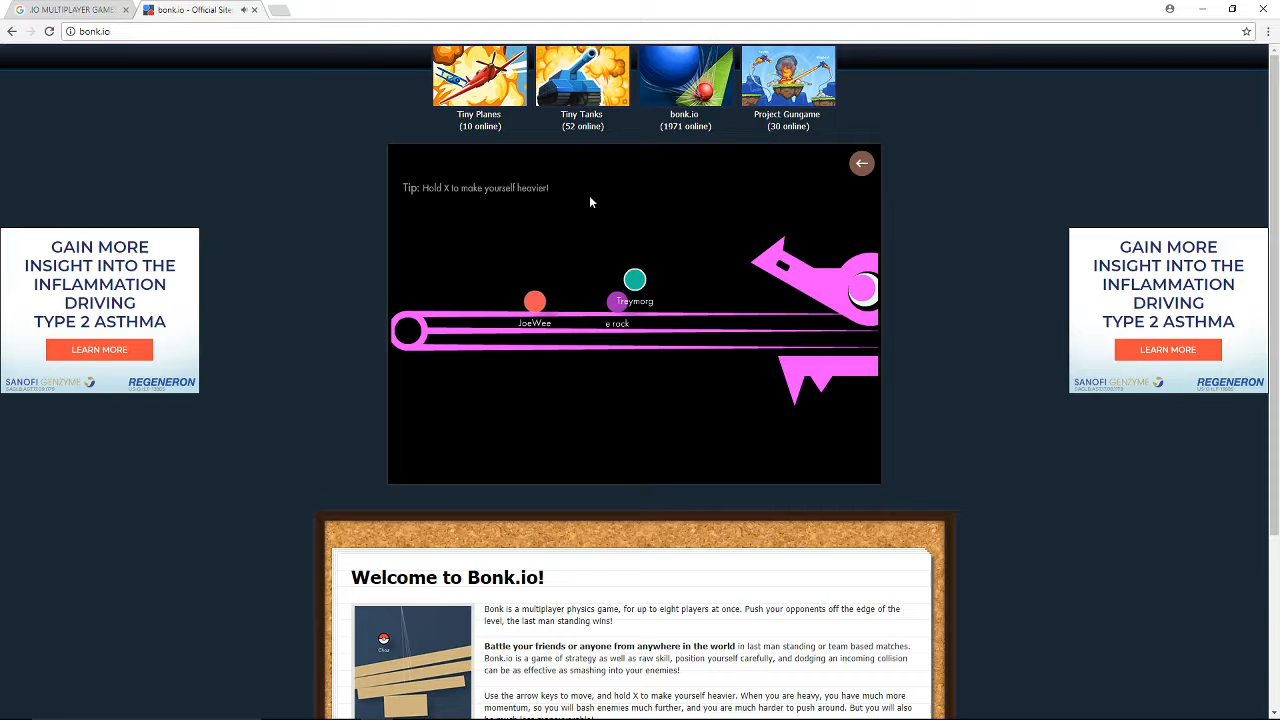 .IO MULTIPLAYER GAME
bonk.io - Official Site
bonk.io
Tiny Planes
(10 online)
Tiny Tanks
(52 online)
bonk.io
(1971 online)
Project Gungame
(30 online)
Tip: Hold X to make yourself heavier!
Treymorg
JoeWee
e rock
GAIN MORE
INSIGHT INTO THE
INFLAMMATION
DRIVING
TYPE 2 ASTHMA
LEARN MORE
SANOFI GENZYME
REGENERON
GAIN MORE
INSIGHT INTO THE
INFLAMMATION
DRIVING
TYPE 2 ASTHMA
LEARN MORE
SANOFI GENZYME
REGENERON
Welcome to Bonk.io!
Chaz
Bonk is a multiplayer physics game, for up to eight players at once. Push your opponents off the edge of the
level, the last man standing wins!
Battle your friends or anyone from anywhere in the world in last man standing or team based matches.
Bonk.io is a game of strategy as well as raw skill, position yourself carefully, and dodging an incoming collision
can be as effective as smashing into your enemies!
Use the arrow keys to move, and hold X to make yourself heavier. When you are heavy, you have much more
momentum, so you will bash enemies much further, and you are much harder to push around. But you will also